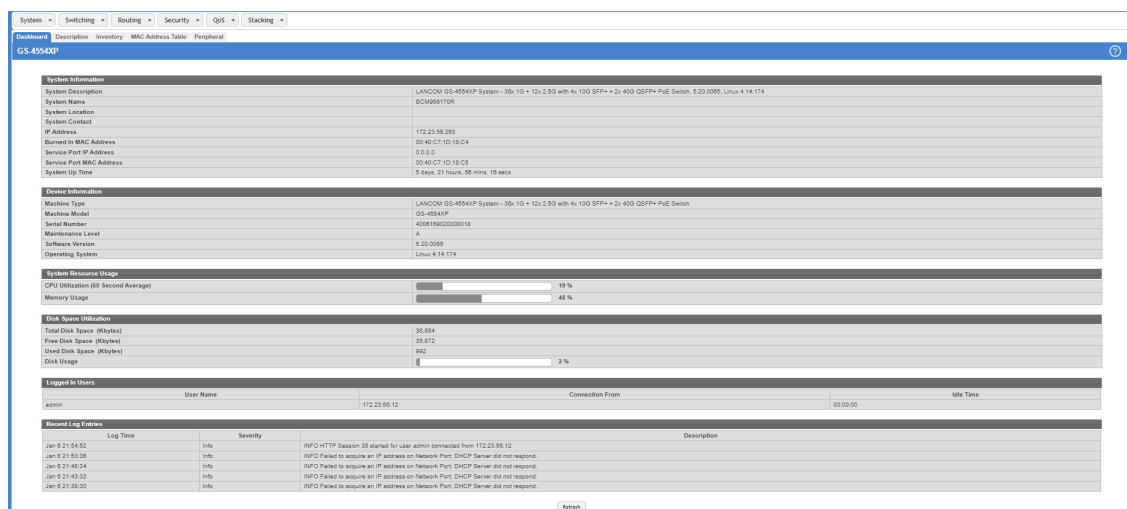 System Switching Routing Security QoS Stacking
Dashboard Description Inventory MAC Address Table Peripheral
GS-4554XP ?
System Information
System Description LANCOM GS-4554XP System - 36x 1G + 12x 2.5G with 4x 10G SFP+ + 2x 40G QSFP+ PoE Switch, 5.20.0065, Linux 4.14.174
System Name BCM956170R
System Location
System Contact
IP Address 172.23.56.250
Burned In MAC Address 00:40:C7:1D:18:C4
Service Port IP Address 0.0.0.0
Service Port MAC Address 00:40:C7:1D:18:C5
System Up Time 5 days, 21 hours, 56 mins, 16 secs
Device Information
Machine Type LANCOM GS-4554XP System - 36x 1G + 12x 2.5G with 4x 10G SFP+ + 2x 40G QSFP+ PoE Switch
Machine Model GS-4554XP
Serial Number 4006169020000018
Maintenance Level A
Software Version 5.20.0065
Operating System Linux 4.14.174
System Resource Usage
CPU Utilization (60 Second Average) 19 %
Memory Usage 48 %
Disk Space Utilization
Total Disk Space (Kbytes) 36,864
Free Disk Space (Kbytes) 35,872
Used Disk Space (Kbytes) 992
Disk Usage 2 %
Logged In Users
User Name Connection From Idle Time
admin 172.23.56.12 00:00:00
Recent Log Entries
Log Time Severity Description
Jan 6 21:54:52 Info INFO HTTP Session 35 started for user admin connected from 172.23.56.12
Jan 6 21:53:36 Info INFO Failed to acquire an IP address on Network Port; DHCP Server did not respond.
Jan 6 21:48:34 Info INFO Failed to acquire an IP address on Network Port; DHCP Server did not respond.
Jan 6 21:43:32 Info INFO Failed to acquire an IP address on Network Port; DHCP Server did not respond.
Jan 6 21:38:30 Info INFO Failed to acquire an IP address on Network Port; DHCP Server did not respond.
Refresh